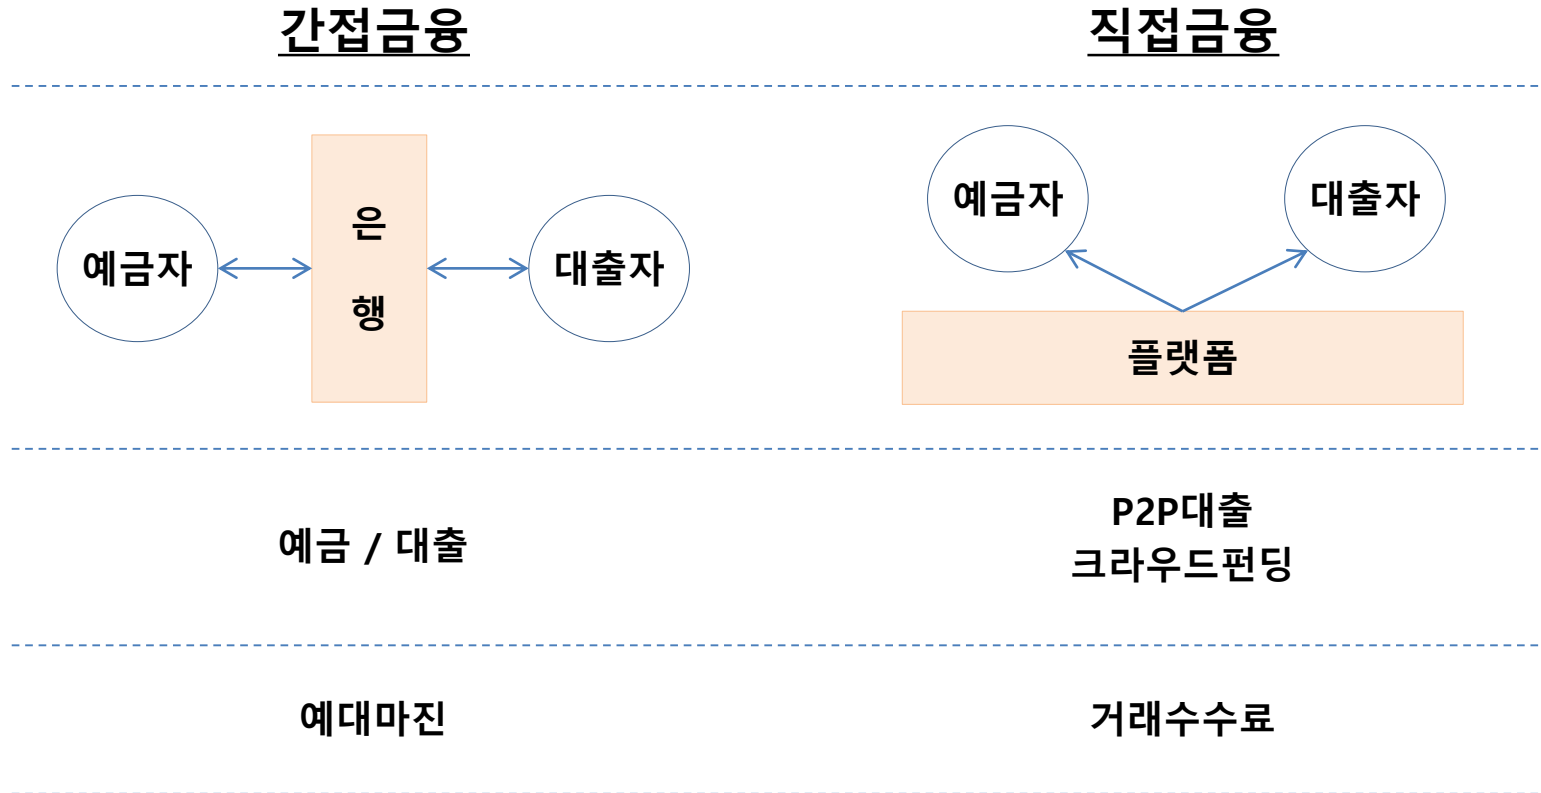 간접금융
직접금융
예금자
은
행
대출자
예금자
대출자
플랫폼
예금 / 대출
P2P대출
크라우드펀딩
예대마진
거래수수료